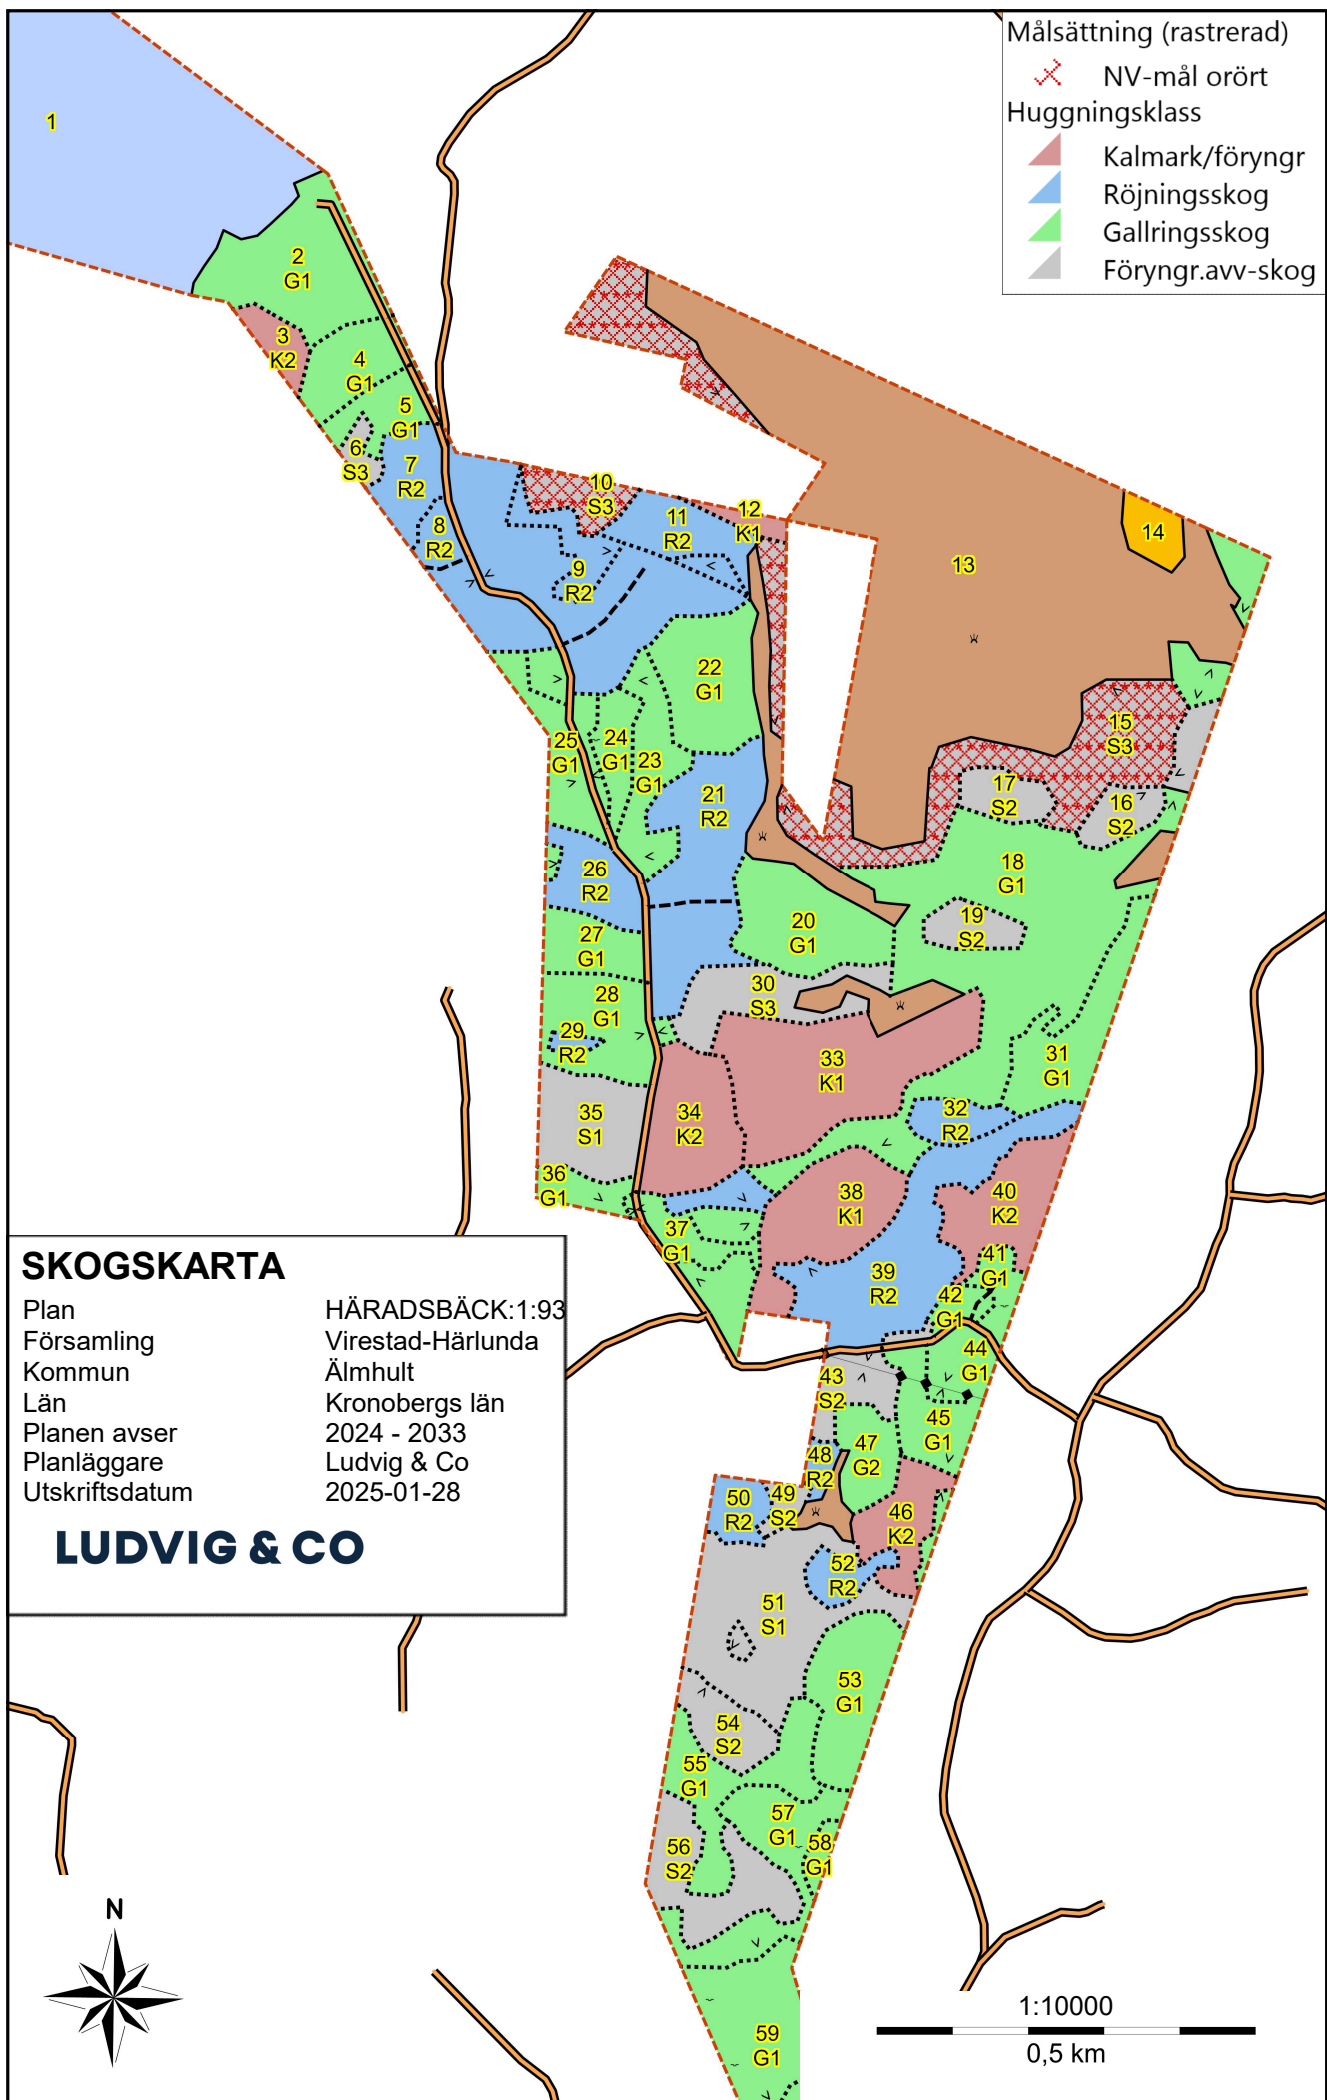 Målsättning (rastrerad)
NV-mål orört
Huggningsklass
Kalmark/föryngr
Röjningsskog
Gallringsskog
Föryngr.avv-skog
1
2
G1
3
K2
4
G1
5
G1
6
S3
7
R2
8
R2
9
R2
10
S3
11
R2
12
K1
13
14
15
S3
16
S2
17
S2
18
G1
19
S2
20
G1
21
R2
22
G1
23
G1
24
G1
25
G1
26
R2
27
G1
28
G1
29
R2
30
S3
31
G1
32
R2
33
K1
34
K2
35
S1
36
G1
37
G1
38
K1
39
R2
40
K2
41
G1
42
G1
43
S2
44
G1
45
G1
46
K2
47
G2
48
R2
49
S2
50
R2
51
S1
52
R2
53
G1
54
S2
55
G1
56
S2
57
G1
58
G1
59
G1
SKOGSKARTA
Plan HÄRADSBÄCK:1:93
Församling Virestad-Härlunda
Kommun Älmhult
Län Kronobergs län
Planen avser 2024 - 2033
Planläggare Ludvig & Co
Utskriftsdatum 2025-01-28
LUDVIG & CO
N
1:10000
0,5 km